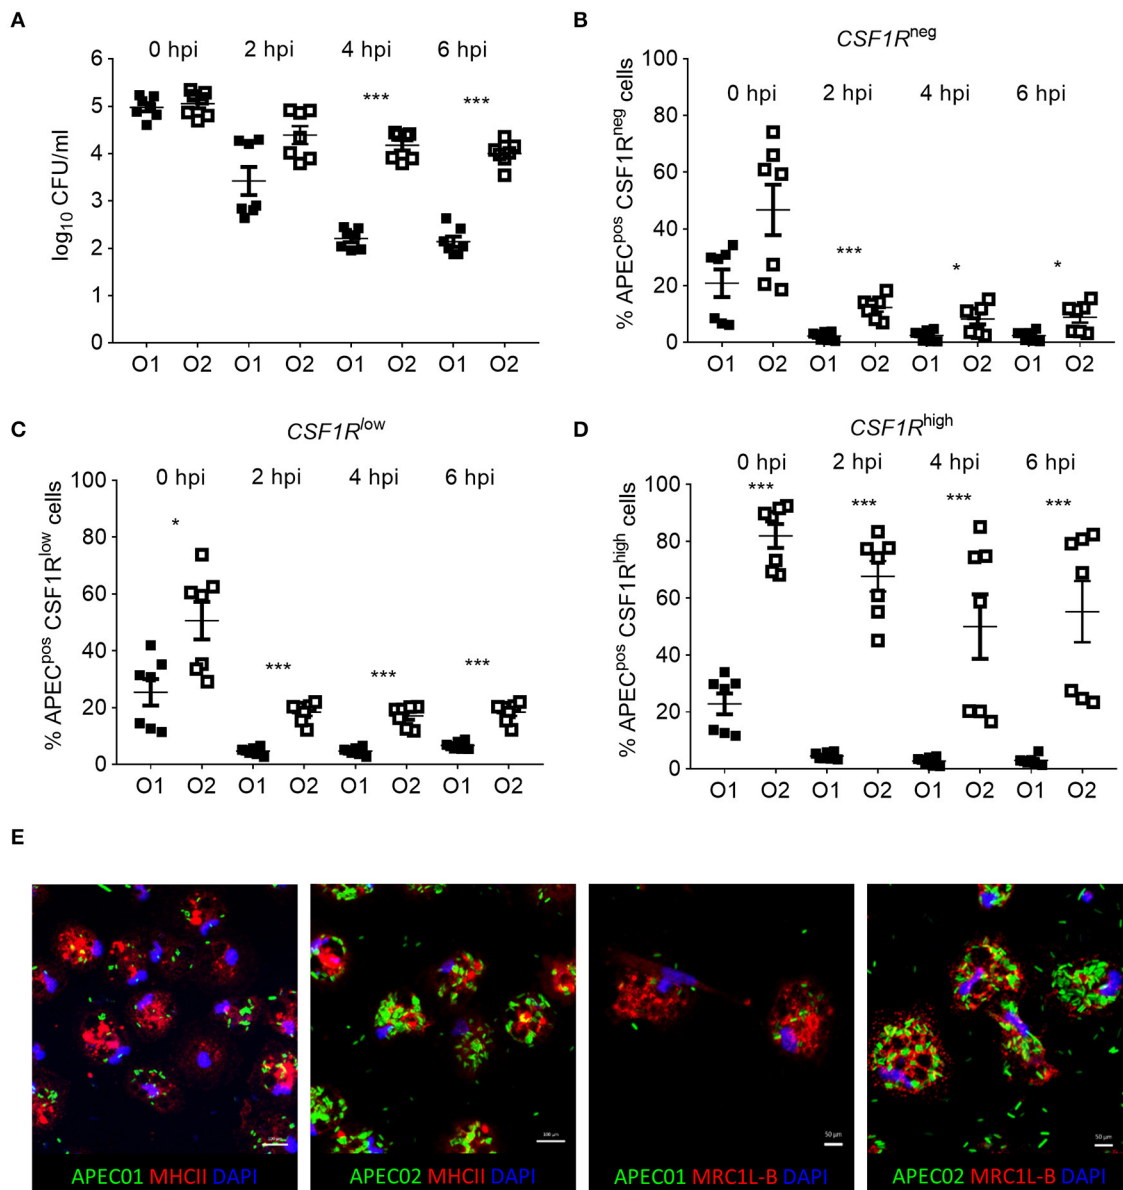 A
0 hpi 2 hpi 4 hpi 6 hpi
*** ***
log10 CFU/ml
6
5
4
3
2
1
0
O1 O2 O1 O2 O1 O2 O1 O2
B
CSF1Rneg
0 hpi 2 hpi 4 hpi 6 hpi
*** * *
% APECpos CSF1Rneg cells
100
80
60
40
20
0
O1 O2 O1 O2 O1 O2 O1 O2
C
CSF1Rlow
0 hpi 2 hpi 4 hpi 6 hpi
* *** *** ***
% APECpos CSF1Rlow cells
100
80
60
40
20
0
O1 O2 O1 O2 O1 O2 O1 O2
D
CSF1Rhigh
0 hpi 2 hpi 4 hpi 6 hpi
*** *** *** ***
% APECpos CSF1Rhigh cells
100
80
60
40
20
0
O1 O2 O1 O2 O1 O2 O1 O2
E
100 µm
50 µm
50 µm
APEC01 MHCII DAPI
APEC02 MHCII DAPI
APEC01 MRC1L-B DAPI
APEC02 MRC1L-B DAPI